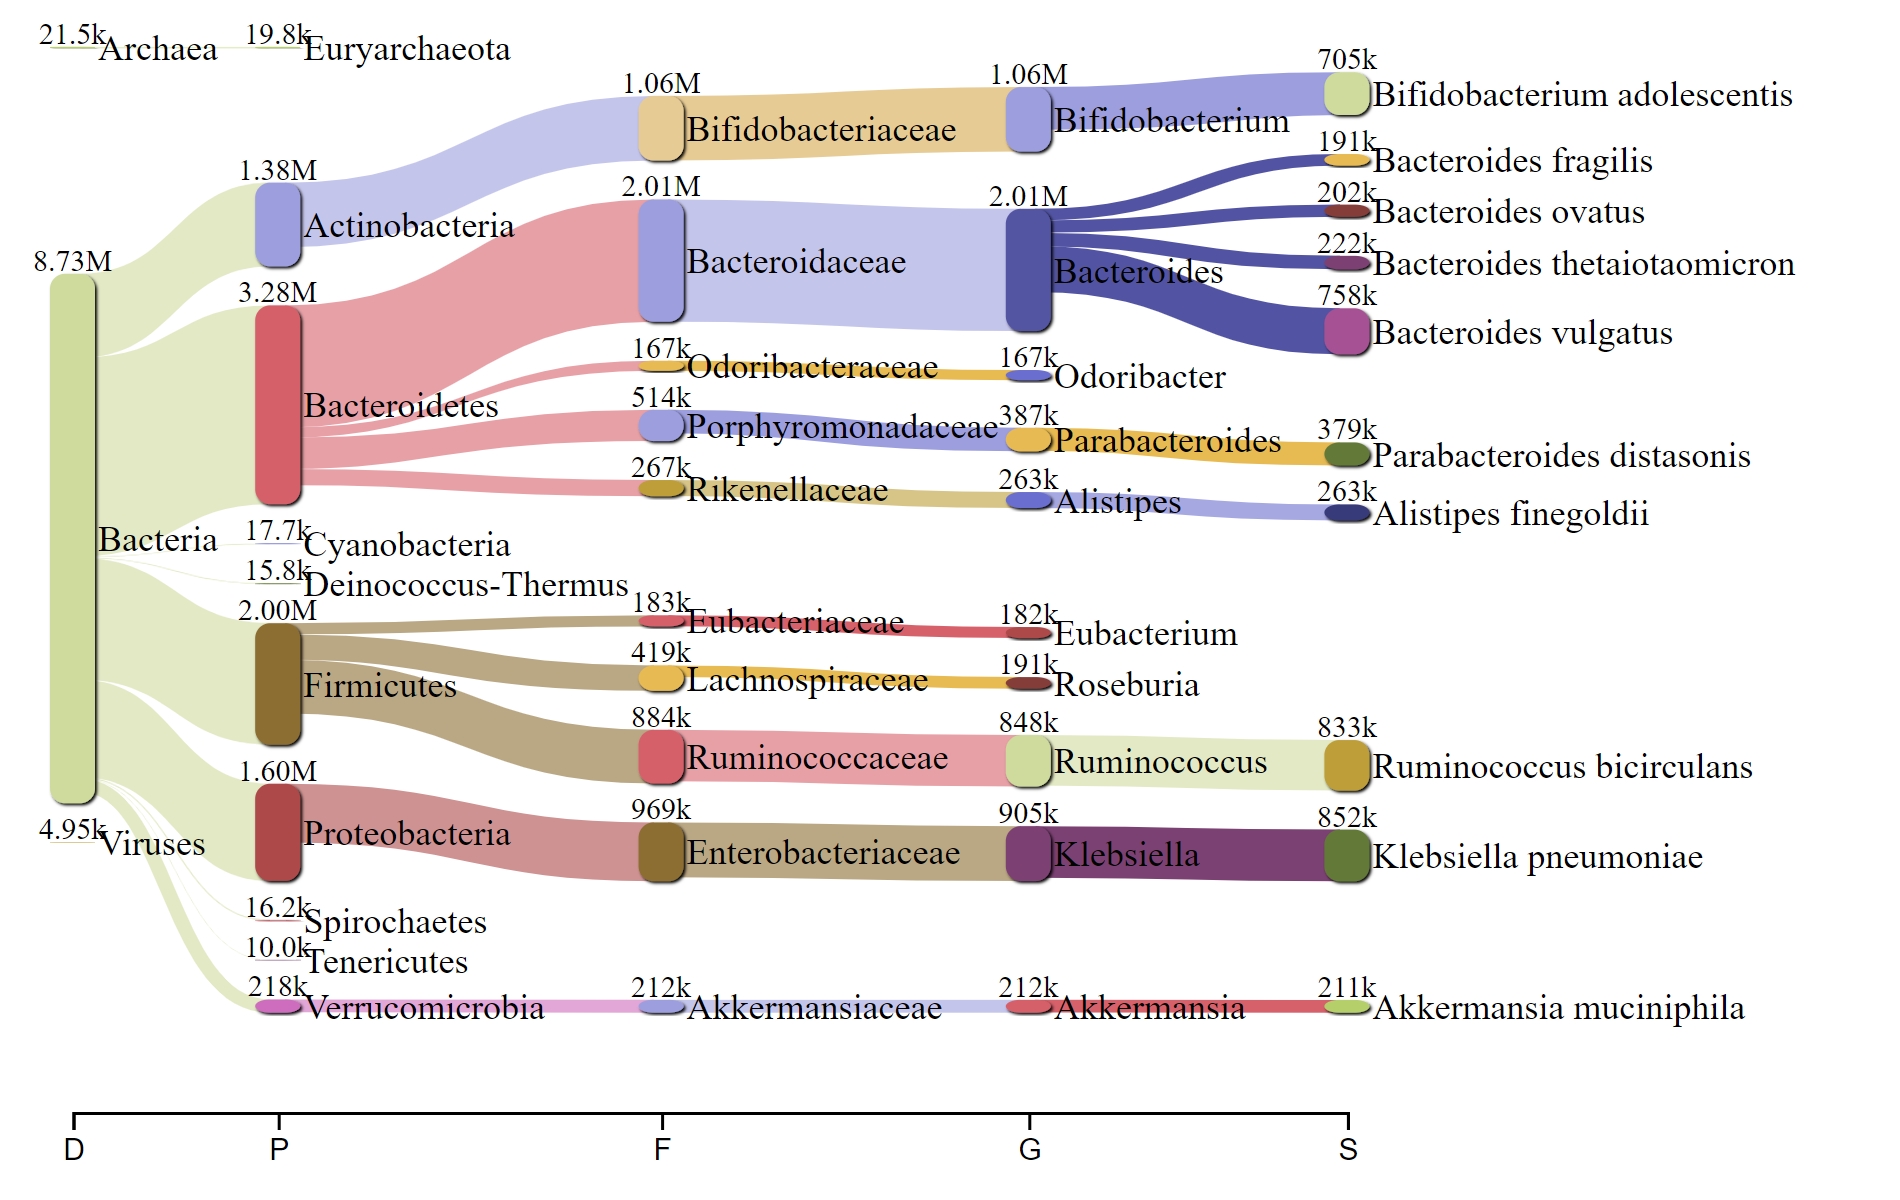 21.5k
Archaea
19.8k
Euryarchaeota
8.73M
Bacteria
4.95k
Viruses
1.38M
Actinobacteria
3.28M
Bacteroidetes
17.7k
Cyanobacteria
15.8k
Deinococcus-Thermus
2.00M
Firmicutes
1.60M
Proteobacteria
16.2k
Spirochaetes
10.0k
Tenericutes
218k
Verrucomicrobia
1.06M
Bifidobacteriaceae
2.01M
Bacteroidaceae
167k
Odoribacteraceae
514k
Porphyromonadaceae
267k
Rikenellaceae
183k
Eubacteriaceae
419k
Lachnospiraceae
884k
Ruminococcaceae
969k
Enterobacteriaceae
212k
Akkermansiaceae
1.06M
Bifidobacterium
2.01M
Bacteroides
167k
Odoribacter
387k
Parabacteroides
263k
Alistipes
182k
Eubacterium
191k
Roseburia
848k
Ruminococcus
905k
Klebsiella
212k
Akkermansia
705k
Bifidobacterium adolescentis
191k
Bacteroides fragilis
202k
Bacteroides ovatus
222k
Bacteroides thetaiotaomicron
758k
Bacteroides vulgatus
379k
Parabacteroides distasonis
263k
Alistipes finegoldii
833k
Ruminococcus bicirculans
852k
Klebsiella pneumoniae
211k
Akkermansia muciniphila
D P F G S